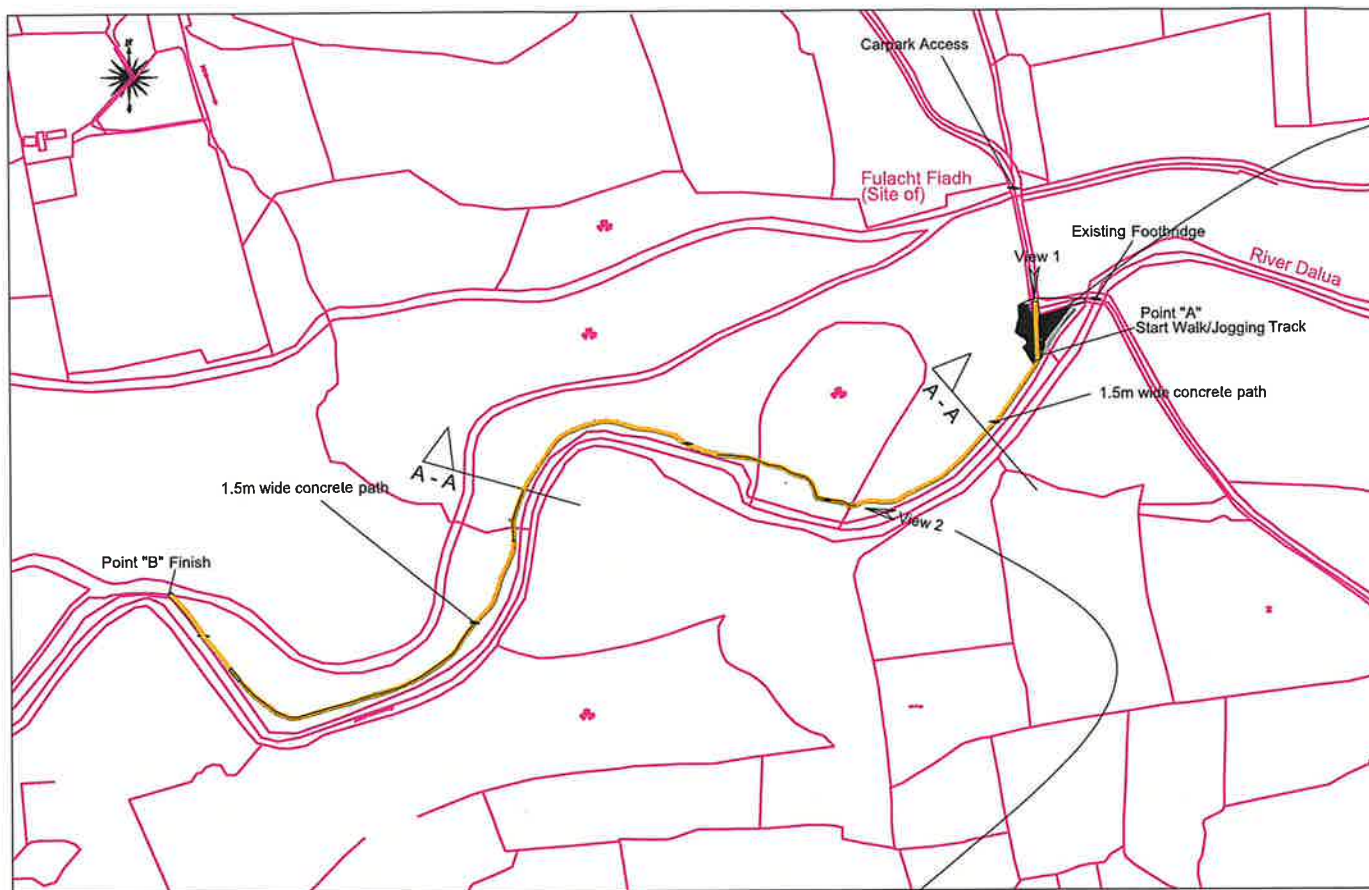 Carpark Access
Fulacht Fiadh
(Site of)
Existing Footbridge
View 1
River Dalua
Point "A"
Start Walk/Jogging Track
A - A
1.5m wide concrete path
A - A
1.5m wide concrete path
View 2
Point "B" Finish